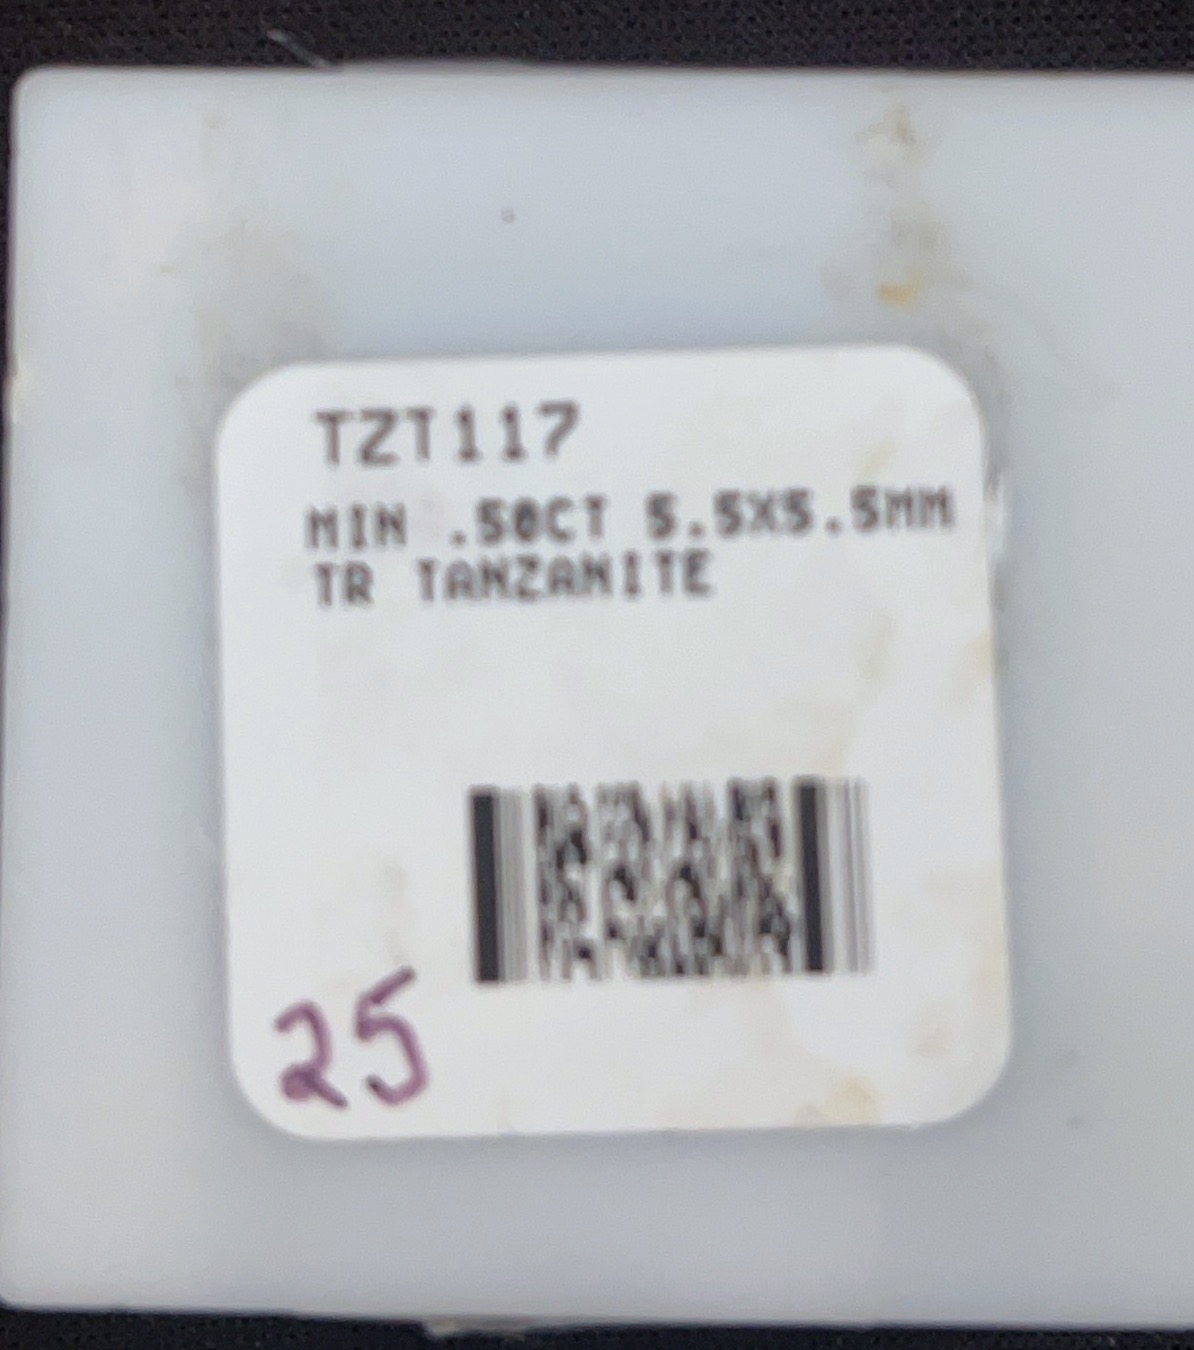 TZT117
MIN .50CT 5.5X5.5MM
TR TANZANITE
25